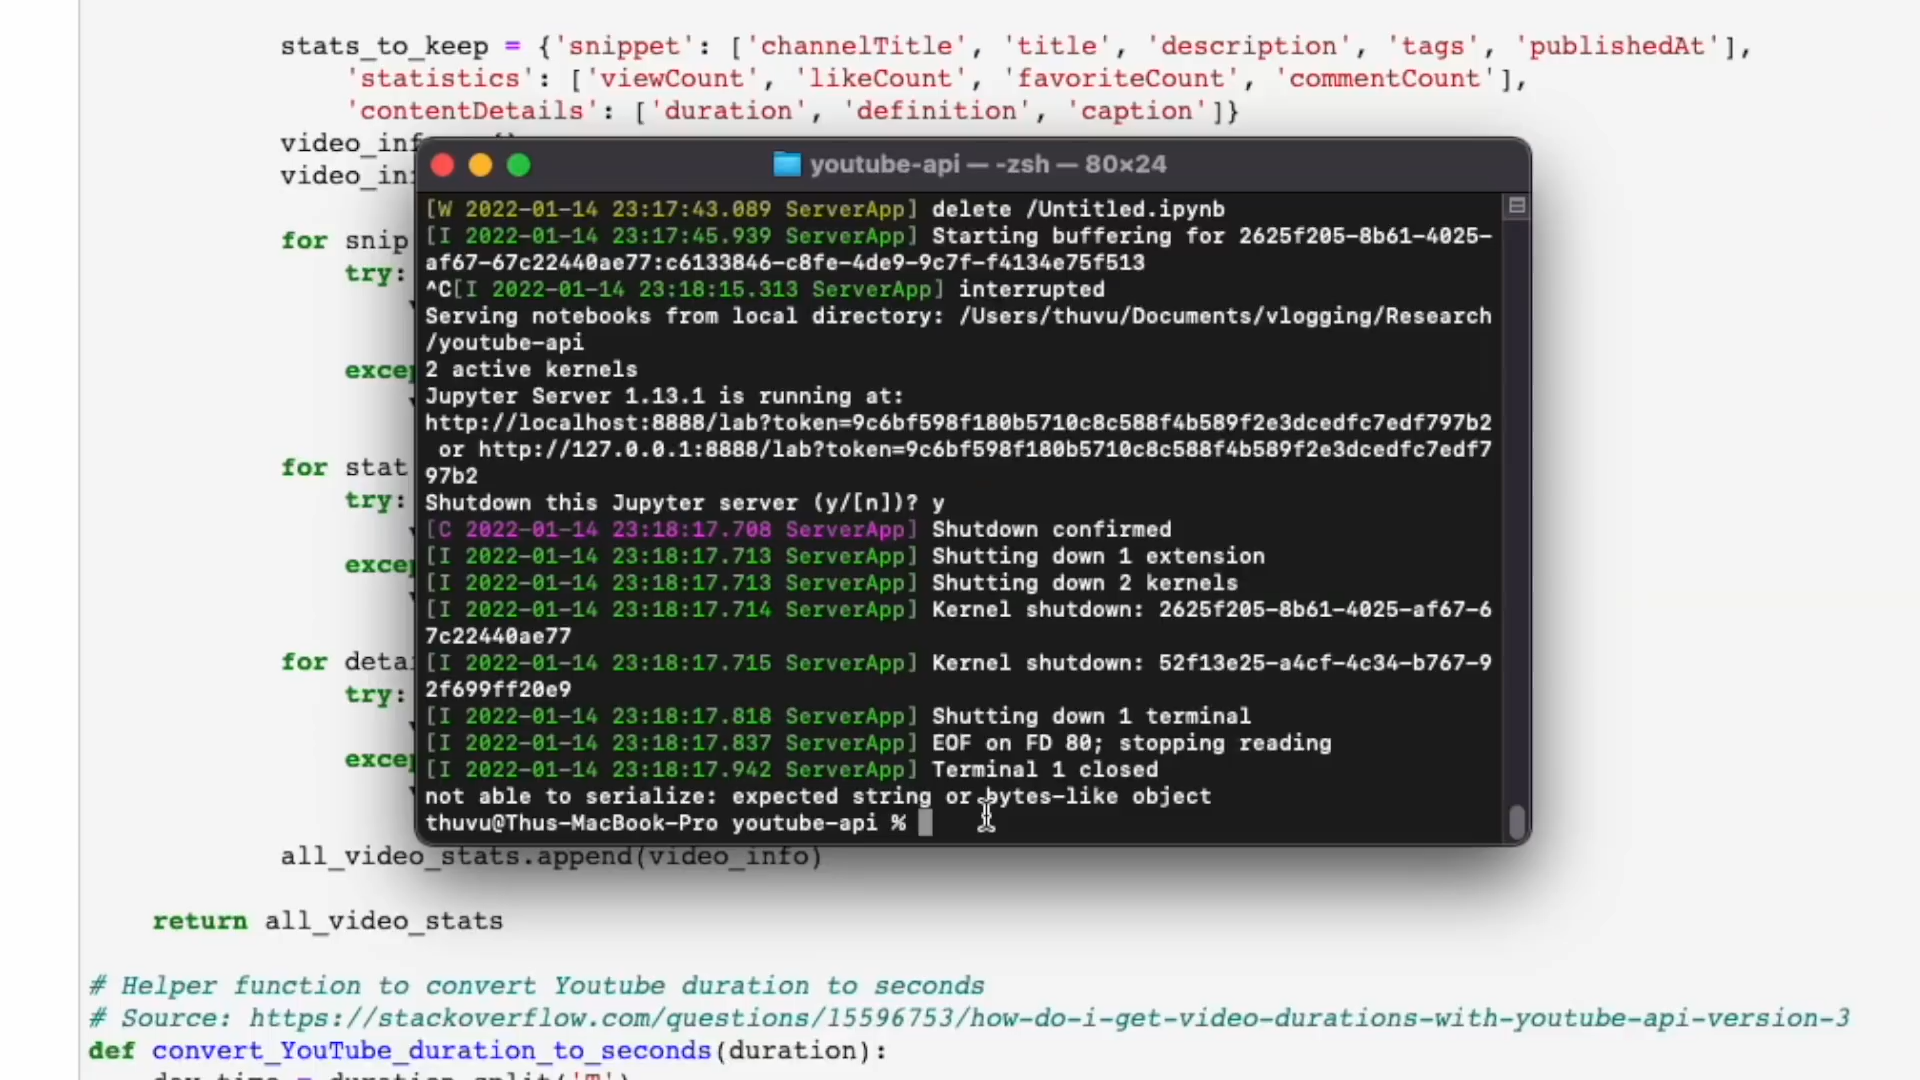 stats_to_keep = {'snippet': ['channelTitle', 'title', 'description', 'tags', 'publishedAt'],
'statistics': ['viewCount', 'likeCount', 'favoriteCount', 'commentCount'],
'contentDetails': ['duration', 'definition', 'caption']}
youtube-api — -zsh — 80×24
[W 2022-01-14 23:17:43.089 ServerApp] delete /Untitled.ipynb
for snip
[I 2022-01-14 23:17:45.939 ServerApp] Starting buffering for 2625f205-8b61-4025-
try:
af67-67c22440ae77:c6133846-c8fe-4de9-9c7f-f4134e75f513
^C[I 2022-01-14 23:18:15.313 ServerApp] interrupted
Serving notebooks from local directory: /Users/thuvu/Documents/vlogging/Research
/youtube-api
2 active kernels
Jupyter Server 1.13.1 is running at:
http://localhost:8888/lab?token=9c6bf598f180b5710c8c588f4b589f2e3dcedfc7edf797b2
or http://127.0.0.1:8888/lab?token=9c6bf598f180b5710c8c588f4b589f2e3dcedfc7edf7
97b2
for stat
try:
Shutdown this Jupyter server (y/[n])? y
[C 2022-01-14 23:18:17.708 ServerApp] Shutdown confirmed
[I 2022-01-14 23:18:17.713 ServerApp] Shutting down 1 extension
[I 2022-01-14 23:18:17.713 ServerApp] Shutting down 2 kernels
[I 2022-01-14 23:18:17.714 ServerApp] Kernel shutdown: 2625f205-8b61-4025-af67-6
7c22440ae77
for deta
[I 2022-01-14 23:18:17.715 ServerApp] Kernel shutdown: 52f13e25-a4cf-4c34-b767-9
try:
2f699ff20e9
[I 2022-01-14 23:18:17.818 ServerApp] Shutting down 1 terminal
[I 2022-01-14 23:18:17.837 ServerApp] EOF on FD 80; stopping reading
[I 2022-01-14 23:18:17.942 ServerApp] Terminal 1 closed
not able to serialize: expected string or bytes-like object
thuvu@Thus-MacBook-Pro youtube-api %
all_video_stats.append(video_info)
return all_video_stats
# Helper function to convert Youtube duration to seconds
# Source: https://stackoverflow.com/questions/15596753/how-do-i-get-video-durations-with-youtube-api-version-3
def convert_YouTube_duration_to_seconds(duration):